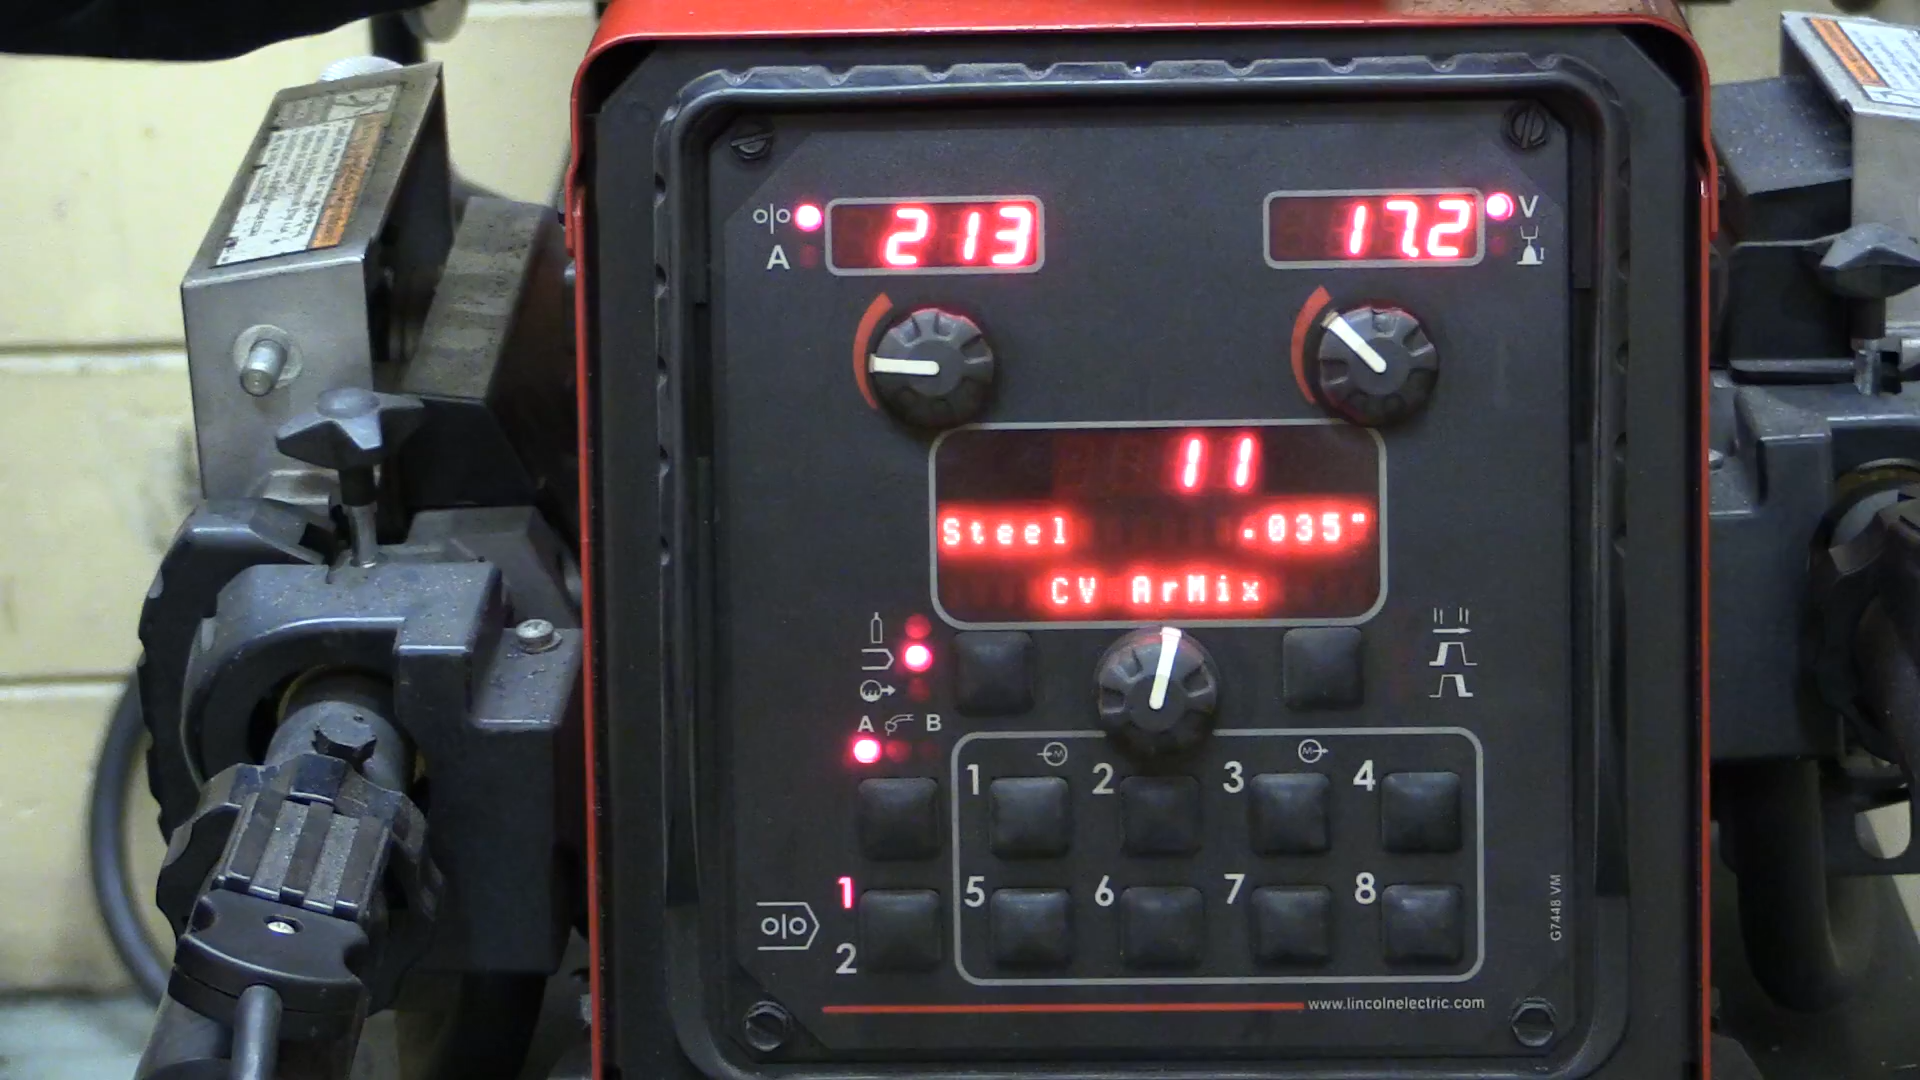 213
17.2
V
A
11
Steel .035"
CV ArMix
A B
1 2 3 4
1
5 6 7 8
2
G7448 VM
www.lincolnelectric.com